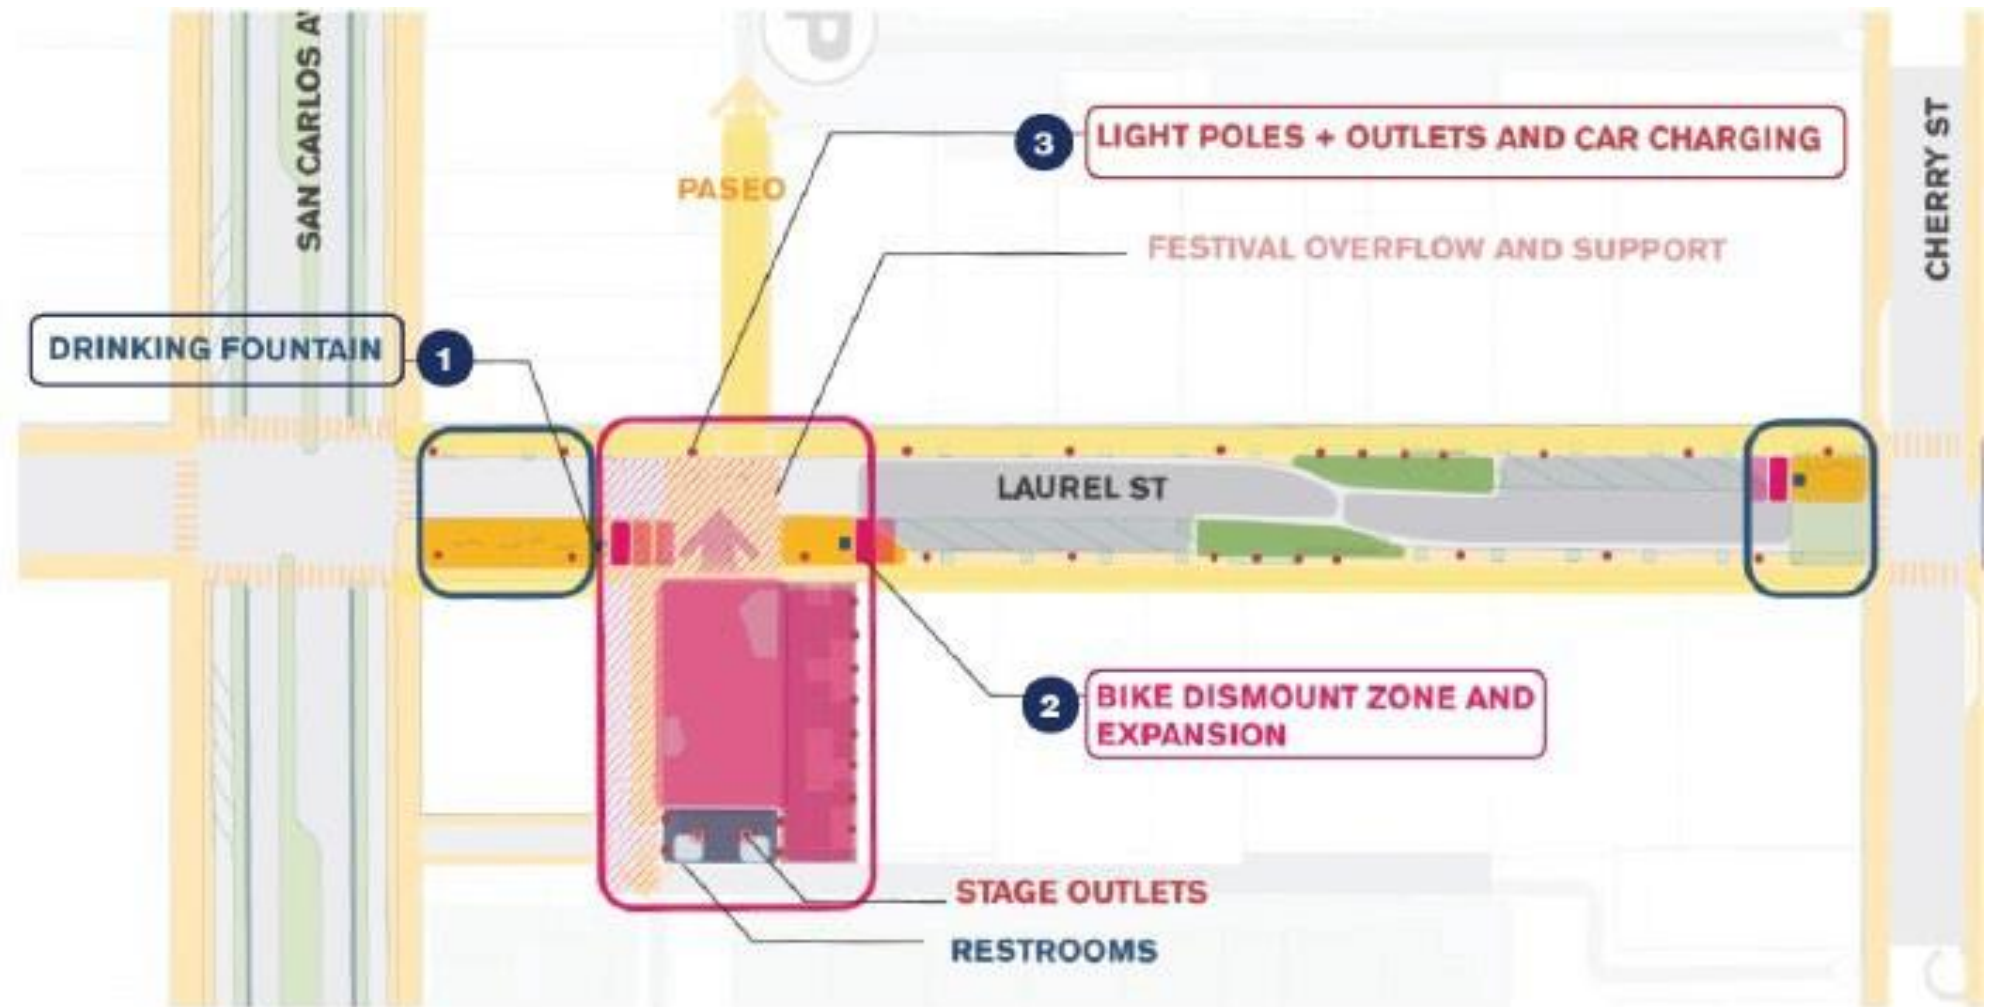 P
SAN CARLOS A
3
LIGHT POLES + OUTLETS AND CAR CHARGING
CHERRY ST
PASEO
FESTIVAL OVERFLOW AND SUPPORT
DRINKING FOUNTAIN
1
LAUREL ST
2
BIKE DISMOUNT ZONE AND
EXPANSION
STAGE OUTLETS
RESTROOMS